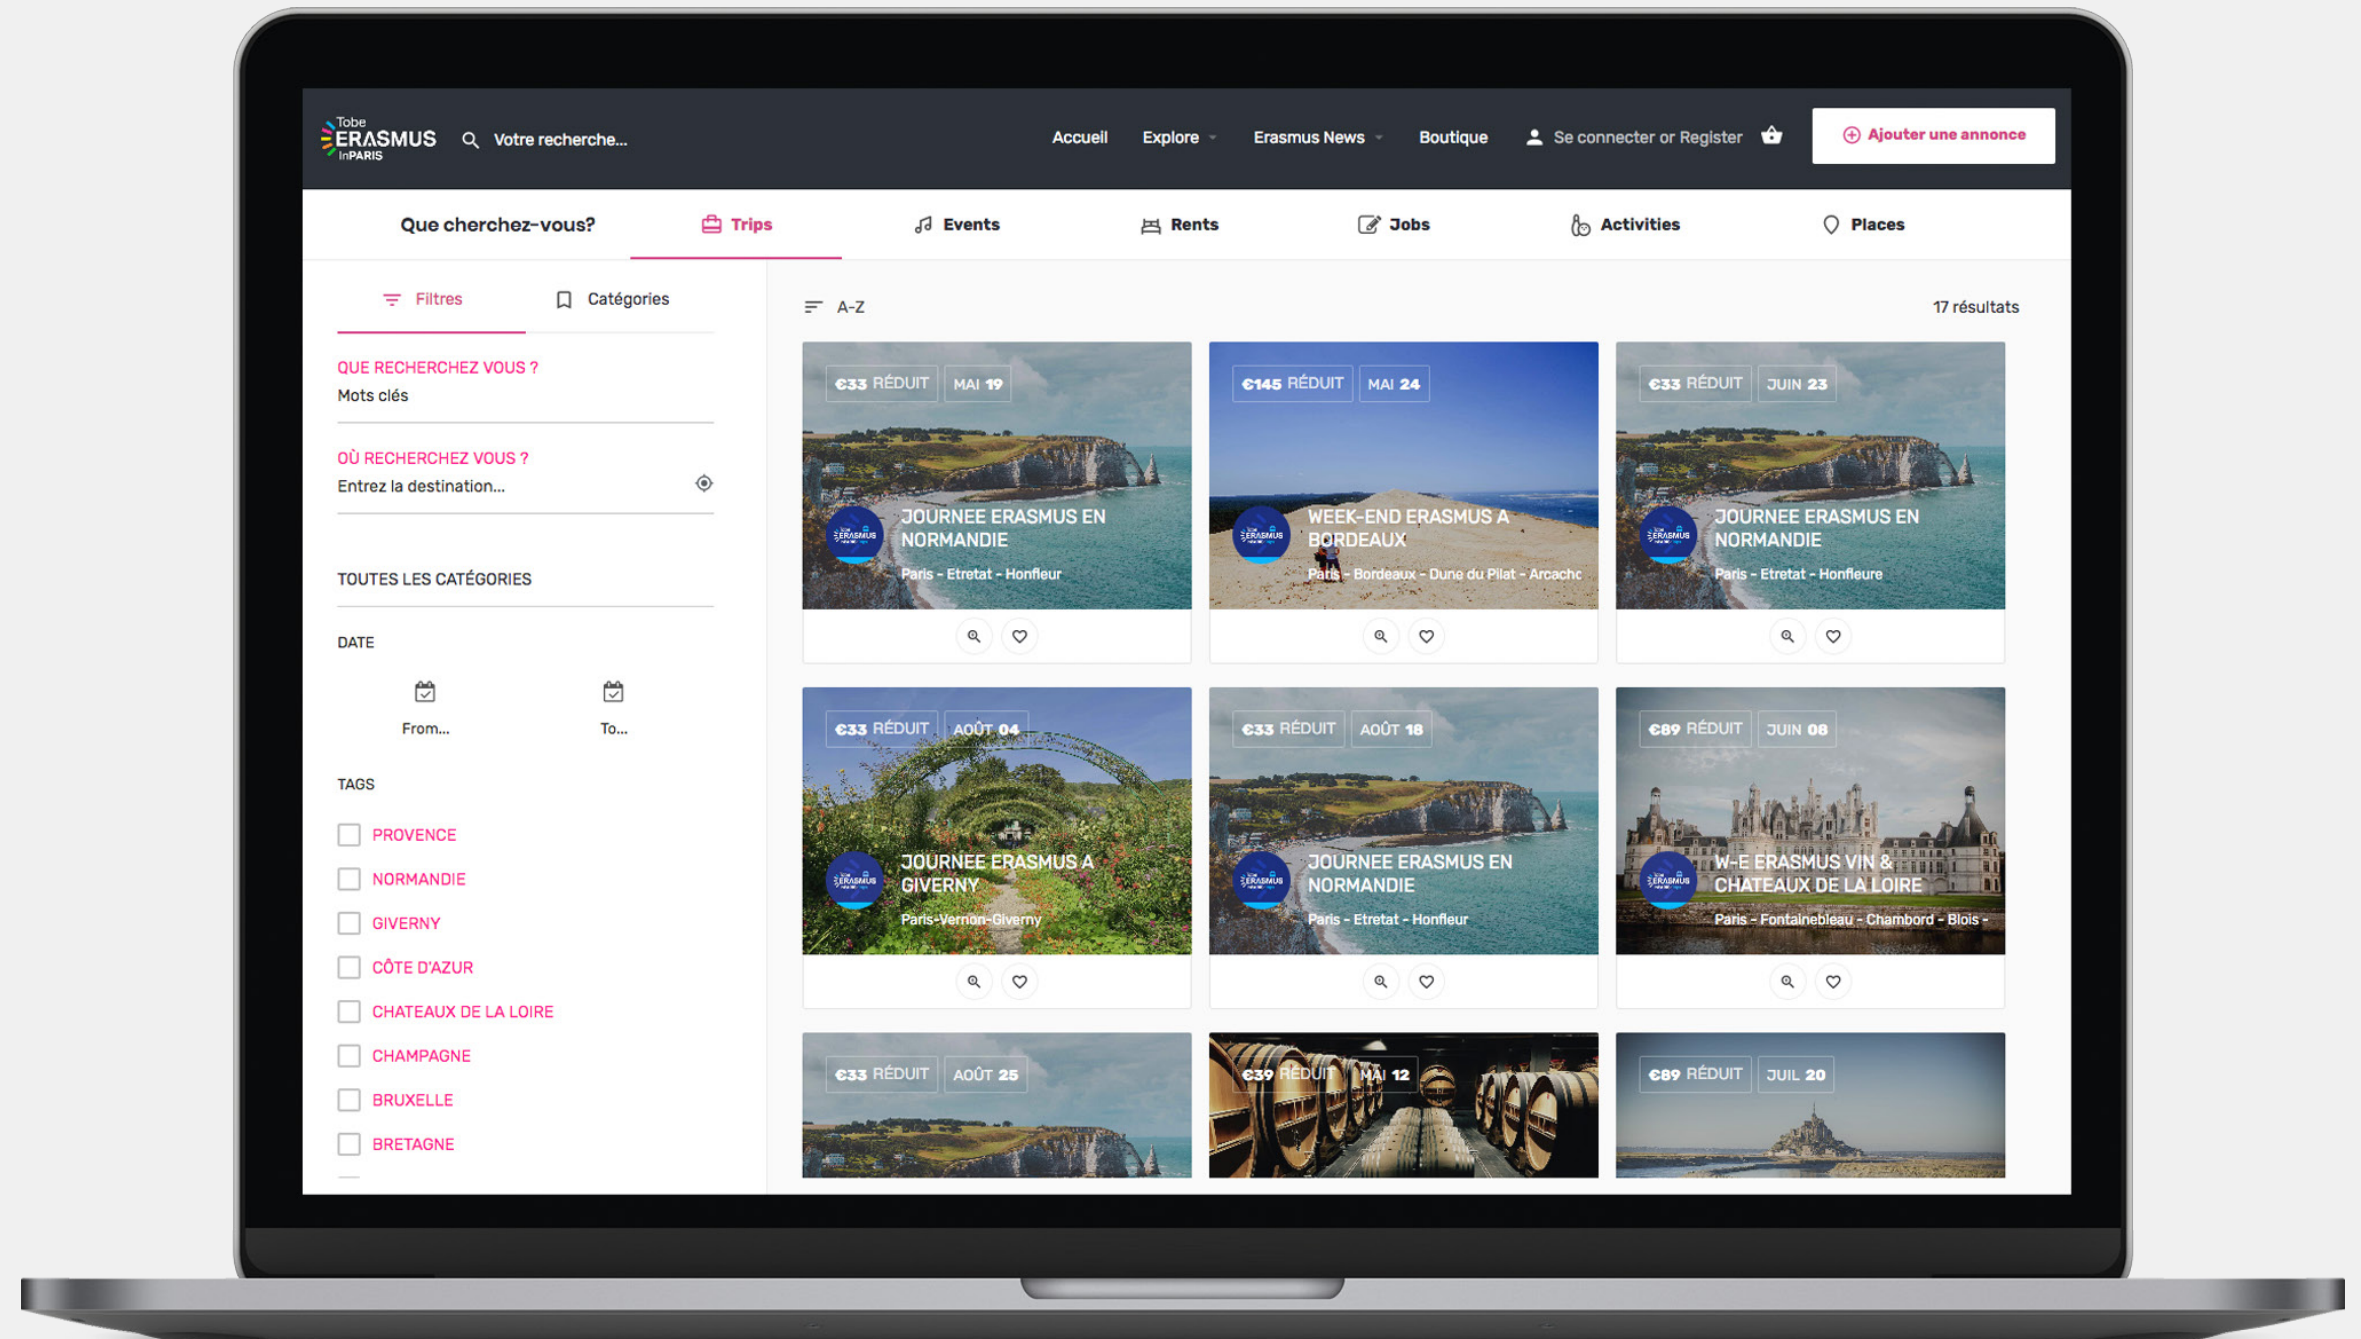 Tobe
ERASMUS
InPARIS
Votre recherche...
Accueil
Explore
Erasmus News
Boutique
Se connecter or Register
Ajouter une annonce
Que cherchez-vous?
Trips
Events
Rents
Jobs
Activities
Places
Filtres
Catégories
QUE RECHERCHEZ VOUS ?
Mots clés
OÙ RECHERCHEZ VOUS ?
Entrez la destination...
TOUTES LES CATÉGORIES
DATE
From...
To...
TAGS
PROVENCE
NORMANDIE
GIVERNY
CÔTE D'AZUR
CHATEAUX DE LA LOIRE
CHAMPAGNE
BRUXELLE
BRETAGNE
A-Z
17 résultats
€33 RÉDUIT
MAI 19
ERASMUS
JOURNEE ERASMUS EN
NORMANDIE
Paris - Etretat - Honfleur
€145 RÉDUIT
MAI 24
ERASMUS
WEEK-END ERASMUS A
BORDEAUX
Paris - Bordeaux - Dune du Pilat - Arcachc
€33 RÉDUIT
JUIN 23
ERASMUS
JOURNEE ERASMUS EN
NORMANDIE
Paris - Etretat - Honfleure
€33 RÉDUIT
AOÛT 04
ERASMUS
JOURNEE ERASMUS A
GIVERNY
Paris-Vernon-Giverny
€33 RÉDUIT
AOÛT 18
ERASMUS
JOURNEE ERASMUS EN
NORMANDIE
Paris - Etretat - Honfleur
€89 RÉDUIT
JUIN 08
ERASMUS
W-E ERASMUS VIN &
CHATEAUX DE LA LOIRE
Paris - Fontainebleau - Chambord - Blois -
€33 RÉDUIT
AOÛT 25
€39 RÉDUIT
MAI 12
€89 RÉDUIT
JUIL 20